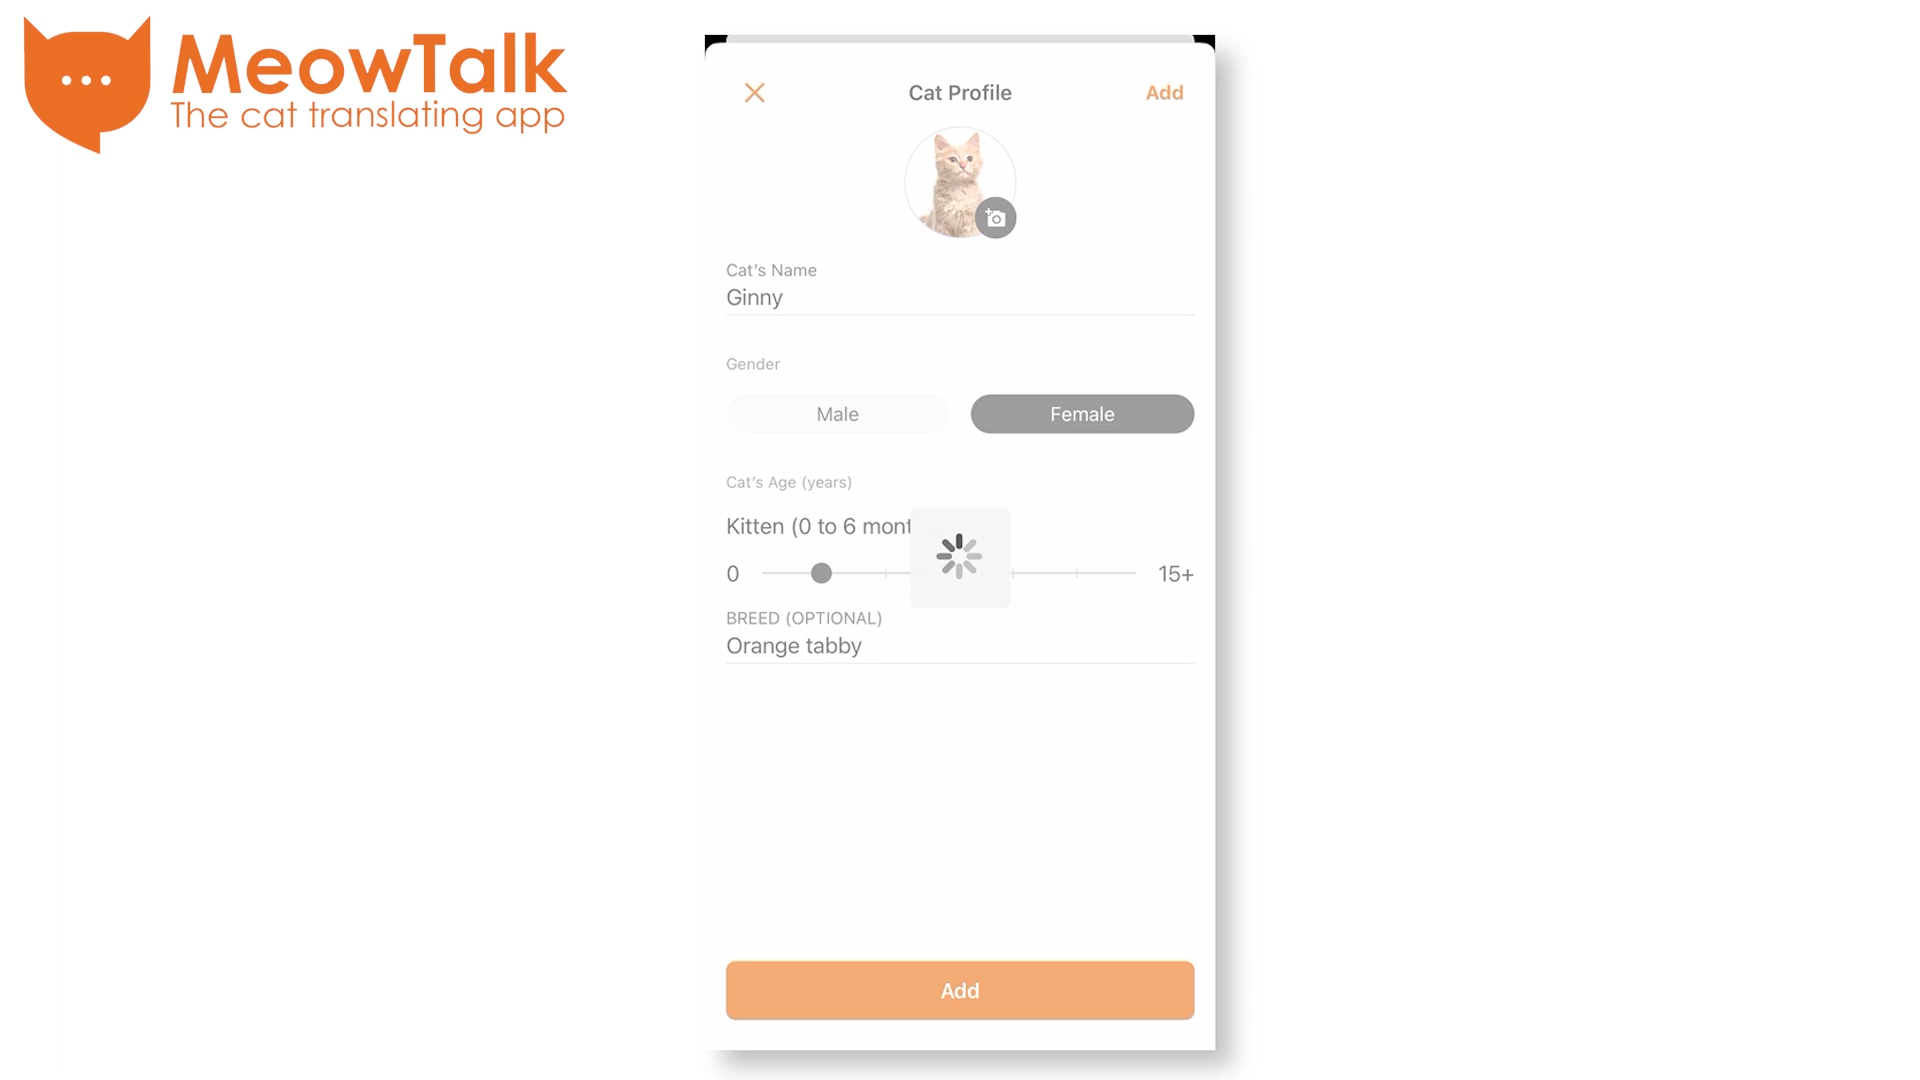 MeowTalk
The cat translating app
Cat Profile
Add
Cat's Name
Ginny
Gender
Male
Female
Cat's Age (years)
Kitten (0 to 6 mont
0
15+
BREED (OPTIONAL)
Orange tabby
Add